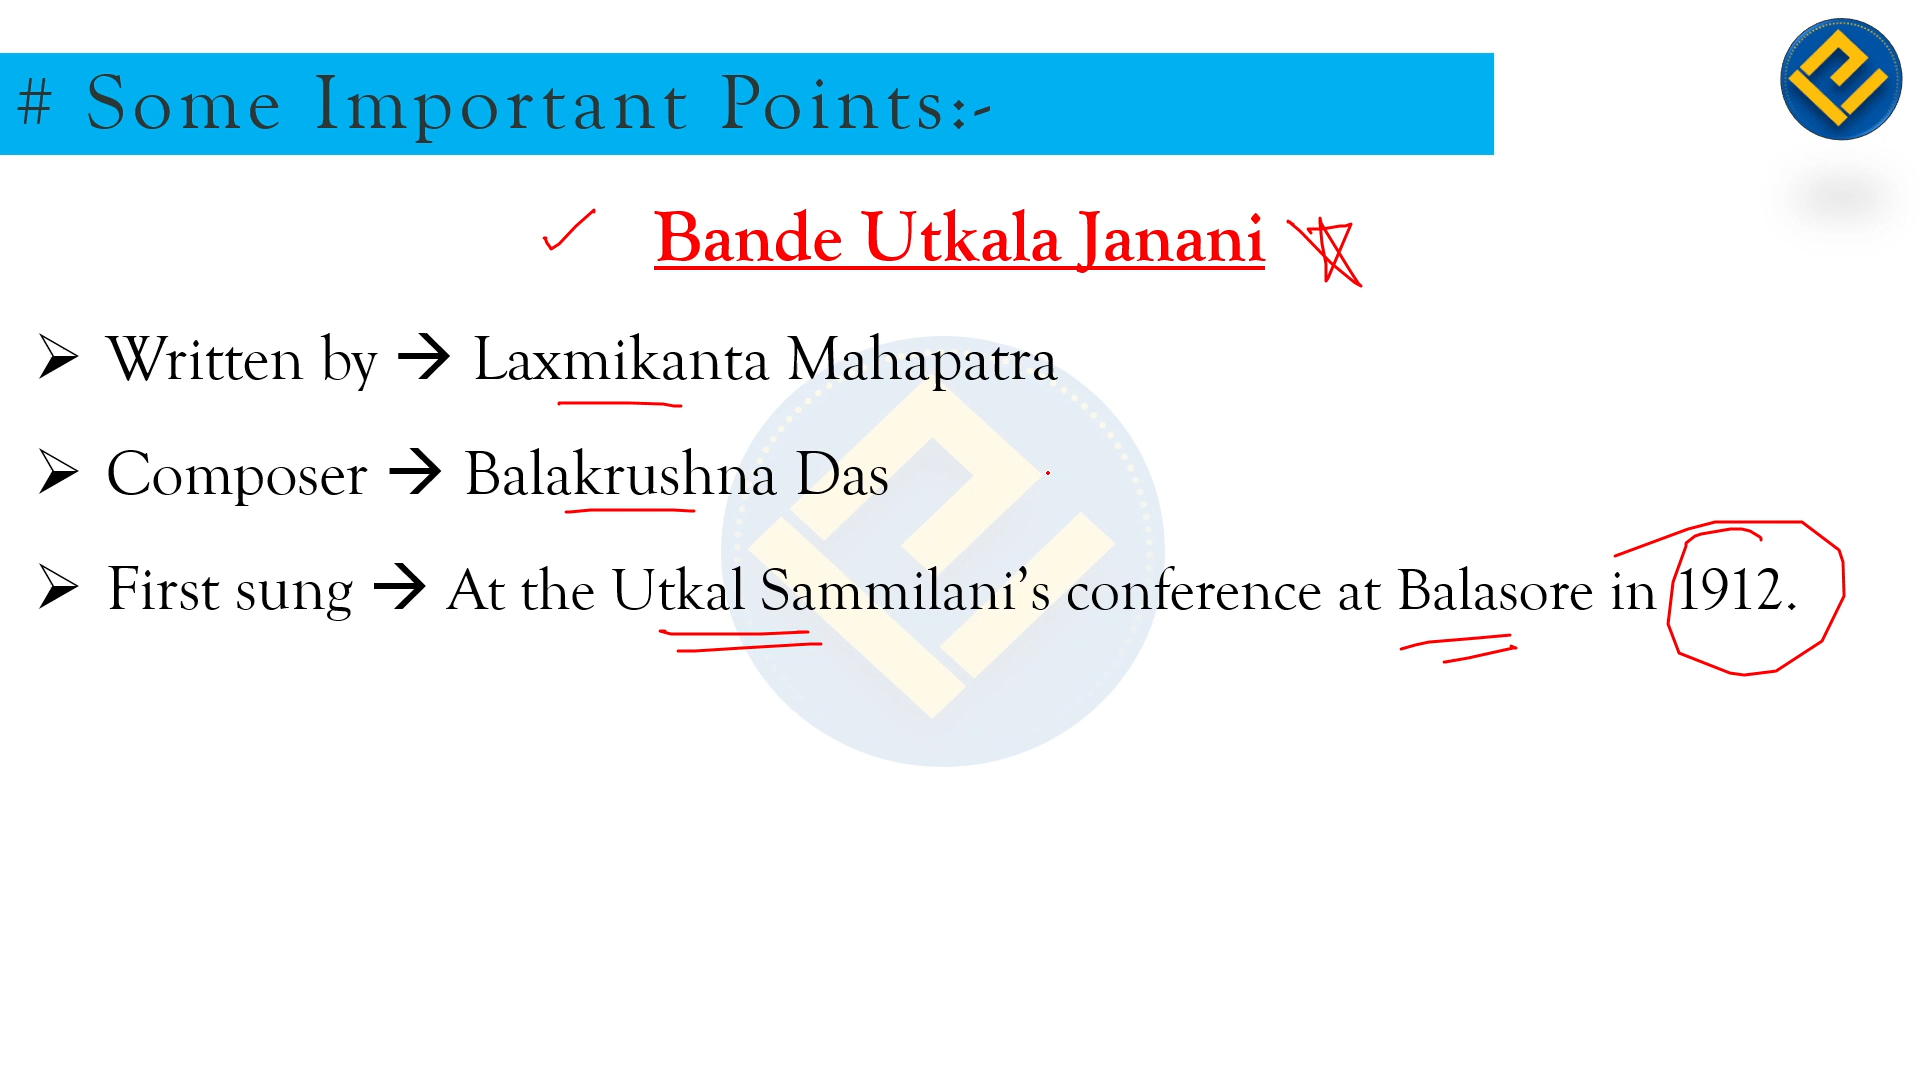 # Some Important Points:-
Bande Utkala Janani
➢ Written by → Laxmikanta Mahapatra
➢ Composer → Balakrushna Das
➢ First sung → At the Utkal Sammilani’s conference at Balasore in 1912.